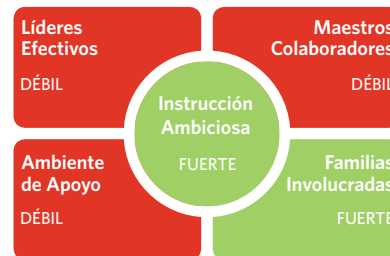 Líderes
Efectivos
DÉBIL
Maestros
Colaboradores
DÉBIL
Instrucción
Ambiciosa
FUERTE
Ambiente
de Apoyo
DÉBIL
Familias
Involucradas
FUERTE